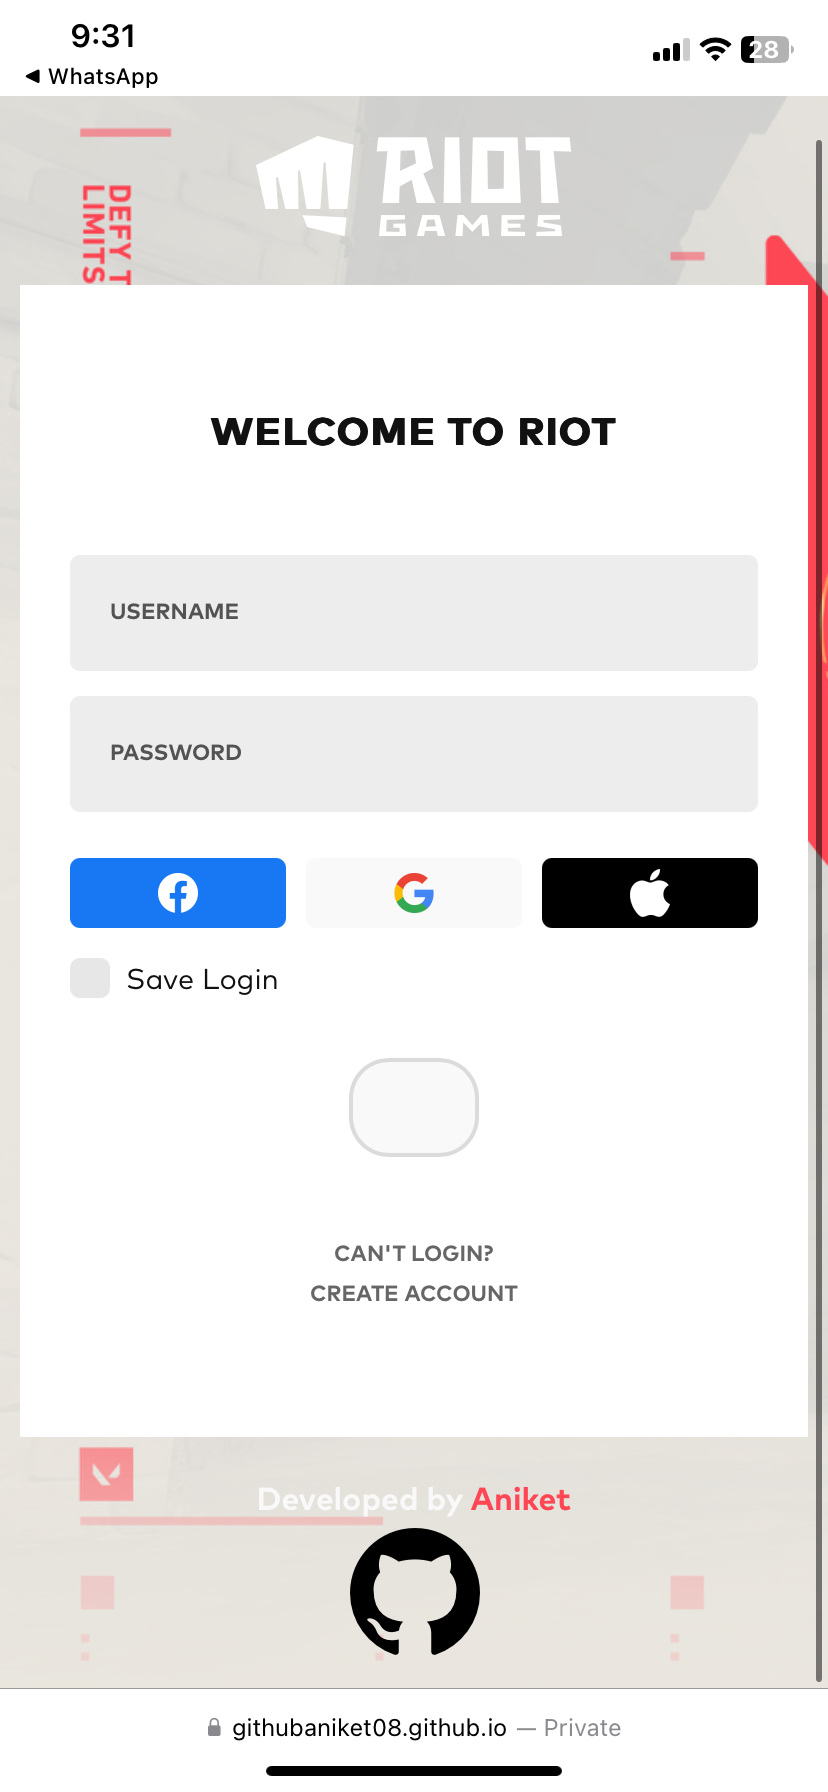 9:31
28
WhatsApp
DEFY T
LIMITS
RIOT
GAMES
WELCOME TO RIOT
USERNAME
PASSWORD
Save Login
CAN'T LOGIN?
CREATE ACCOUNT
Developed by Aniket
githubaniket08.github.io — Private